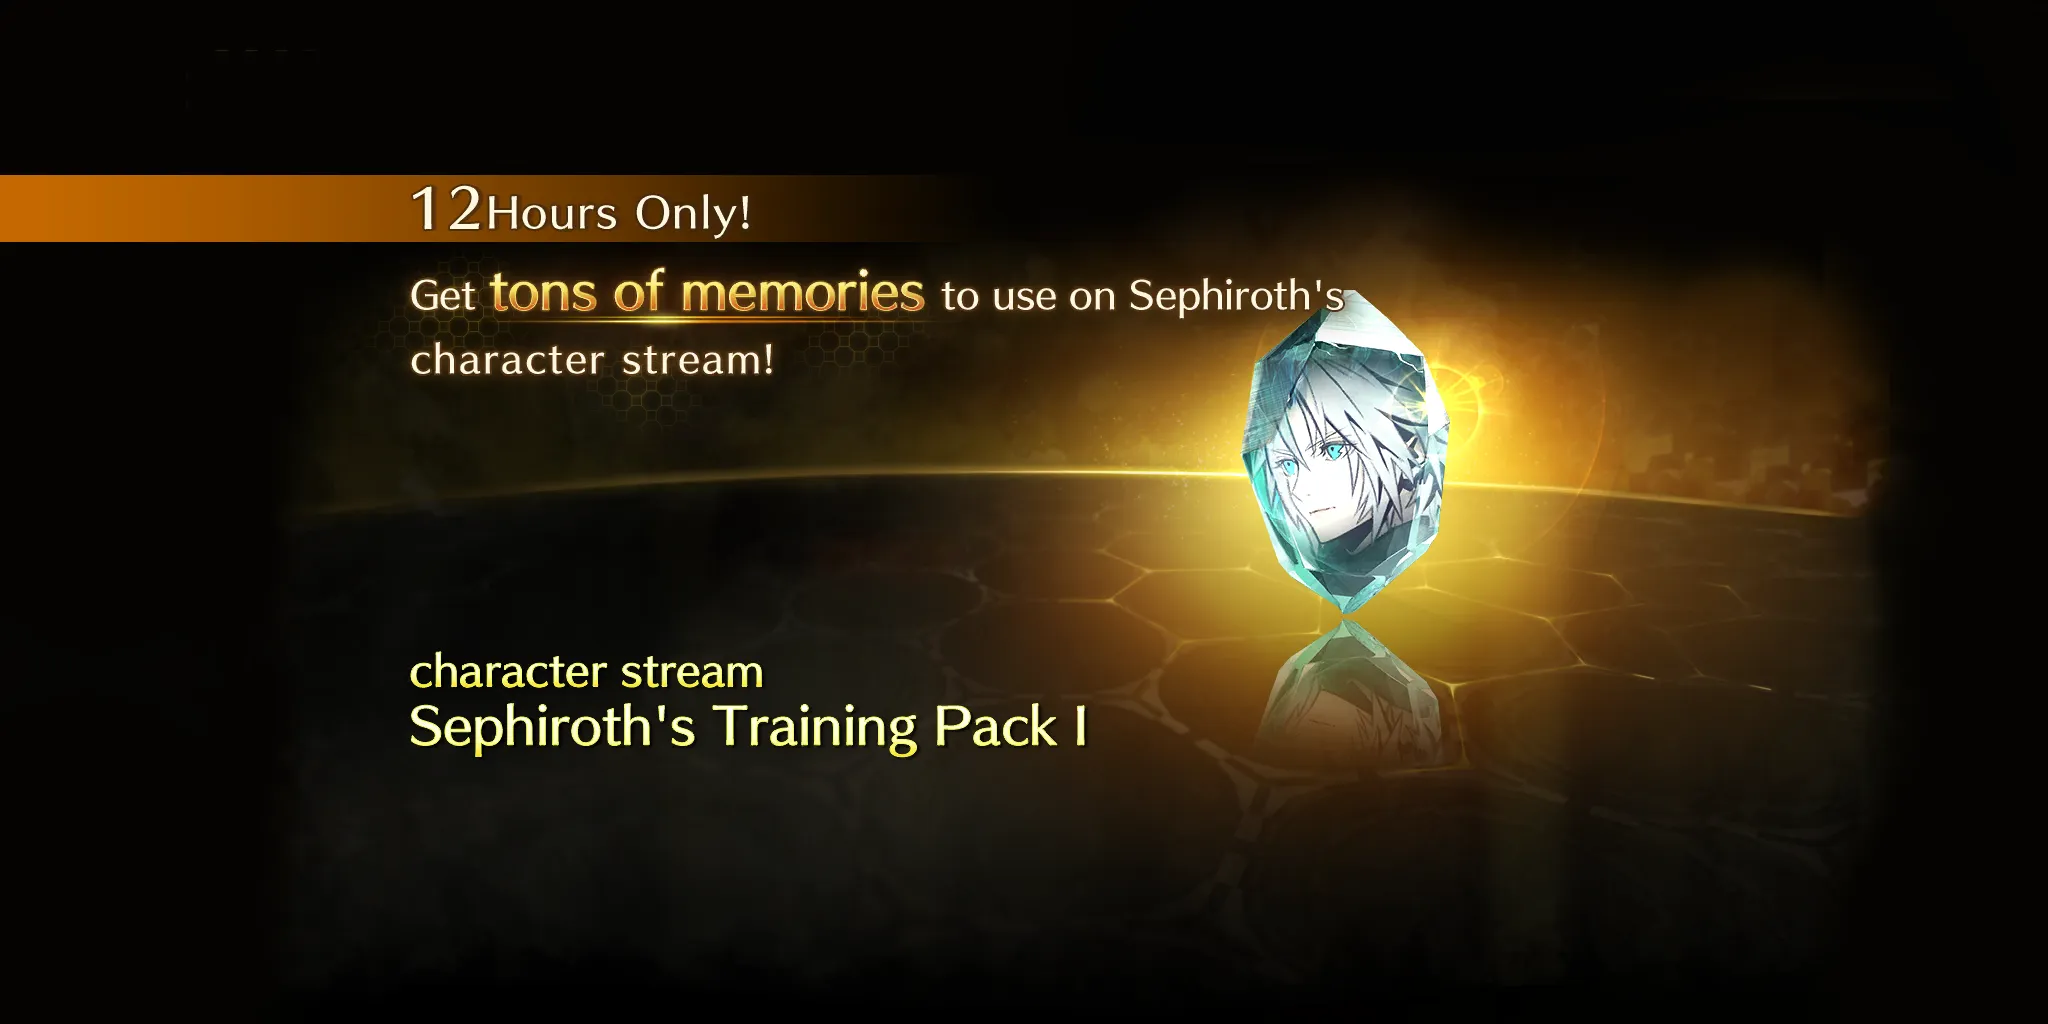 12Hours Only!
Get tons of memories to use on Sephiroth's
character stream!
character stream
Sephiroth's Training Pack I